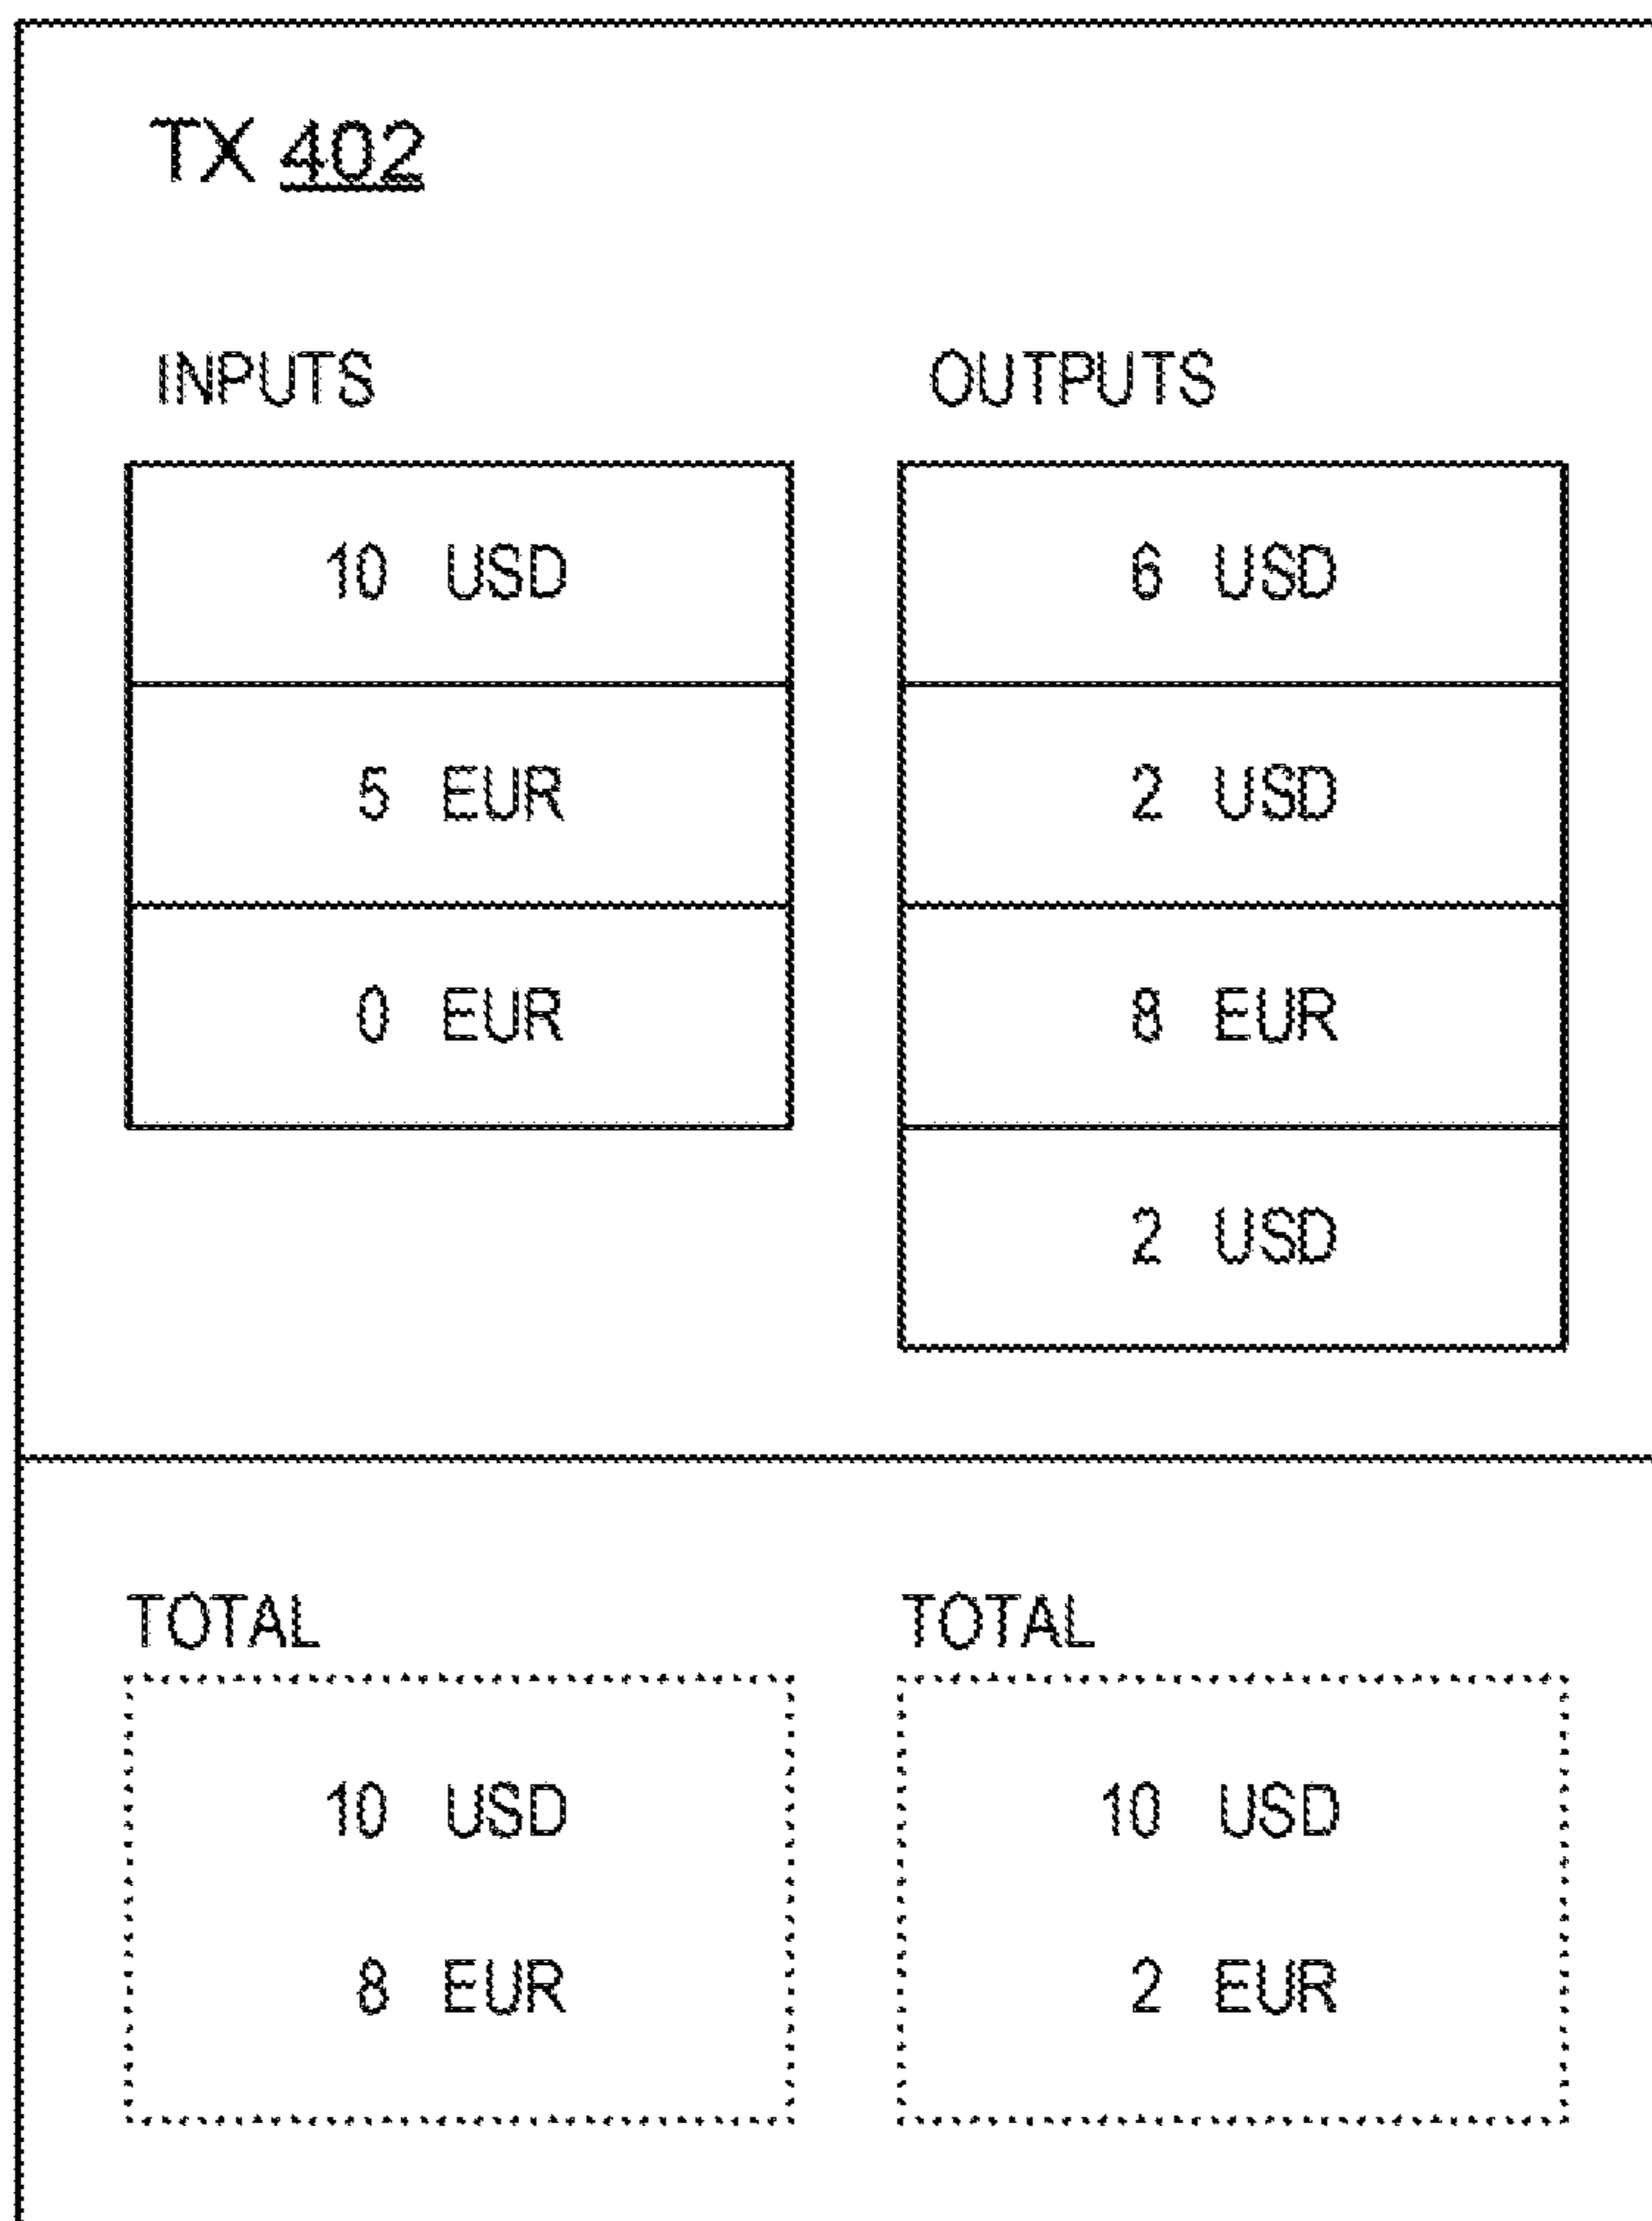 TX 402
INPUTS
OUTPUTS
10 USD
6 USD
5 EUR
2 USD
0 EUR
8 EUR
2 USD
TOTAL
TOTAL
10 USD
10 USD
8 EUR
2 EUR